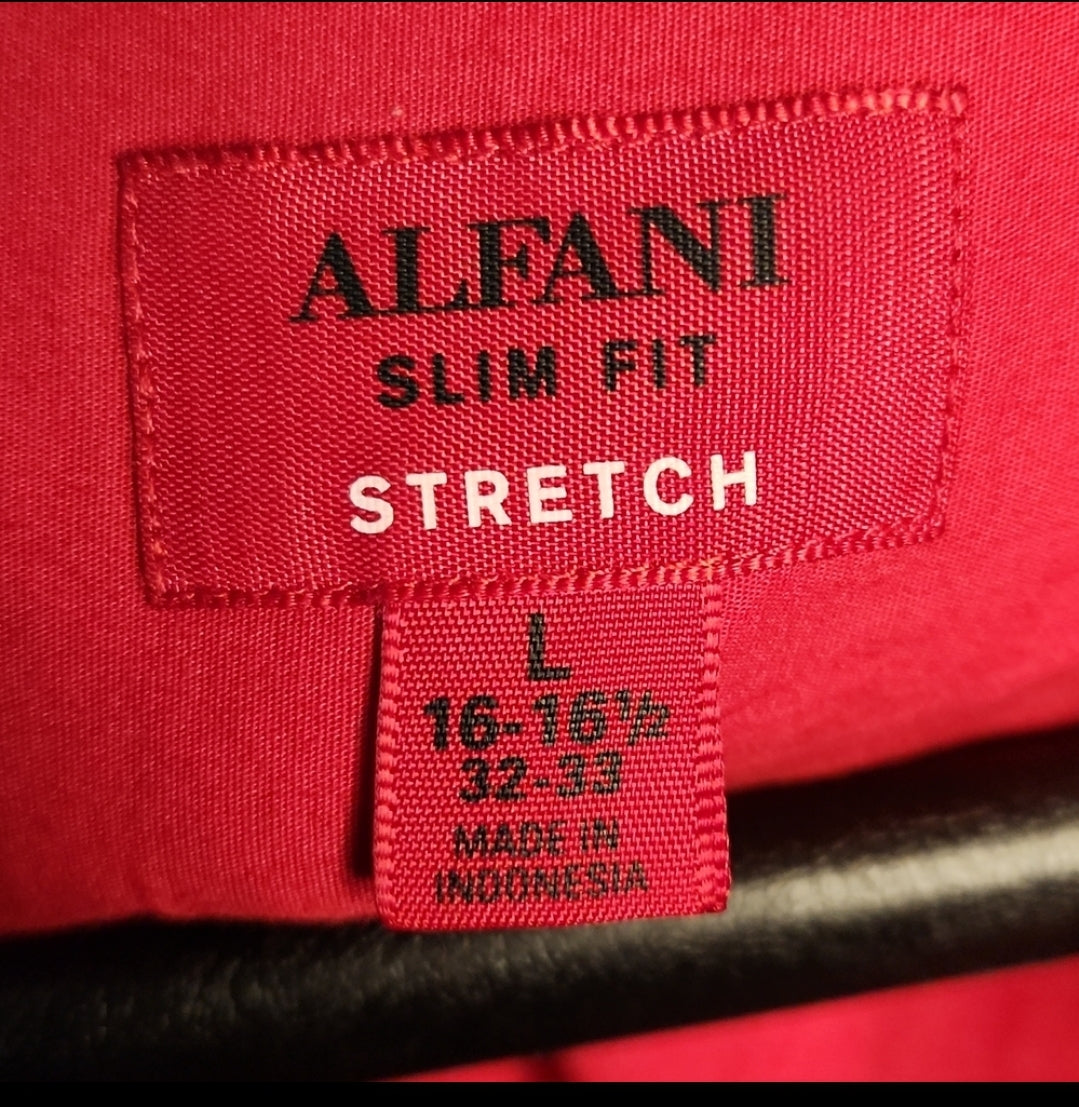 ALFANI
SLIM FIT
STRETCH
L
16-16½
32-33
MADE IN
INDONESIA